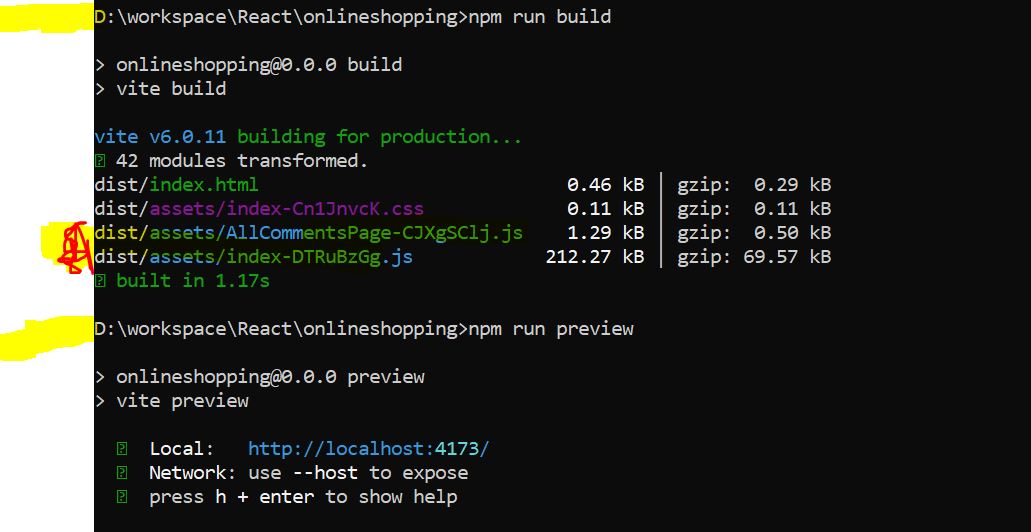 D:\workspace\React\onlineshopping>npm run build
> onlineshopping@0.0.0 build
> vite build
vite v6.0.11 building for production...
42 modules transformed.
dist/index.html 0.46 kB │ gzip: 0.29 kB
dist/assets/index-Cn1JnvcK.css 0.11 kB │ gzip: 0.11 kB
dist/assets/AllCommentsPage-CJXgSClj.js 1.29 kB │ gzip: 0.50 kB
dist/assets/index-DTRuBzGg.js 212.27 kB │ gzip: 69.57 kB
built in 1.17s
D:\workspace\React\onlineshopping>npm run preview
> onlineshopping@0.0.0 preview
> vite preview
Local: http://localhost:4173/
Network: use --host to expose
press h + enter to show help